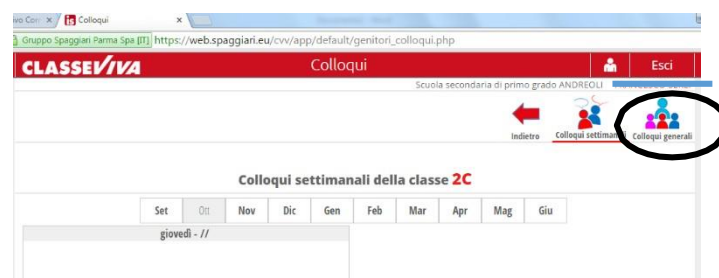 Colloqui
Gruppo Spaggiari Parma Spa [IT] https://web.spaggiari.eu/cvv/app/default/genitori_colloqui.php
CLASSEVIVA Colloqui Esci
Scuola secondaria di primo grado ANDREOLI
Indietro Colloqui settimanali Colloqui generali
Colloqui settimanali della classe 2C
Set Ott Nov Dic Gen Feb Mar Apr Mag Giu
giovedì - //